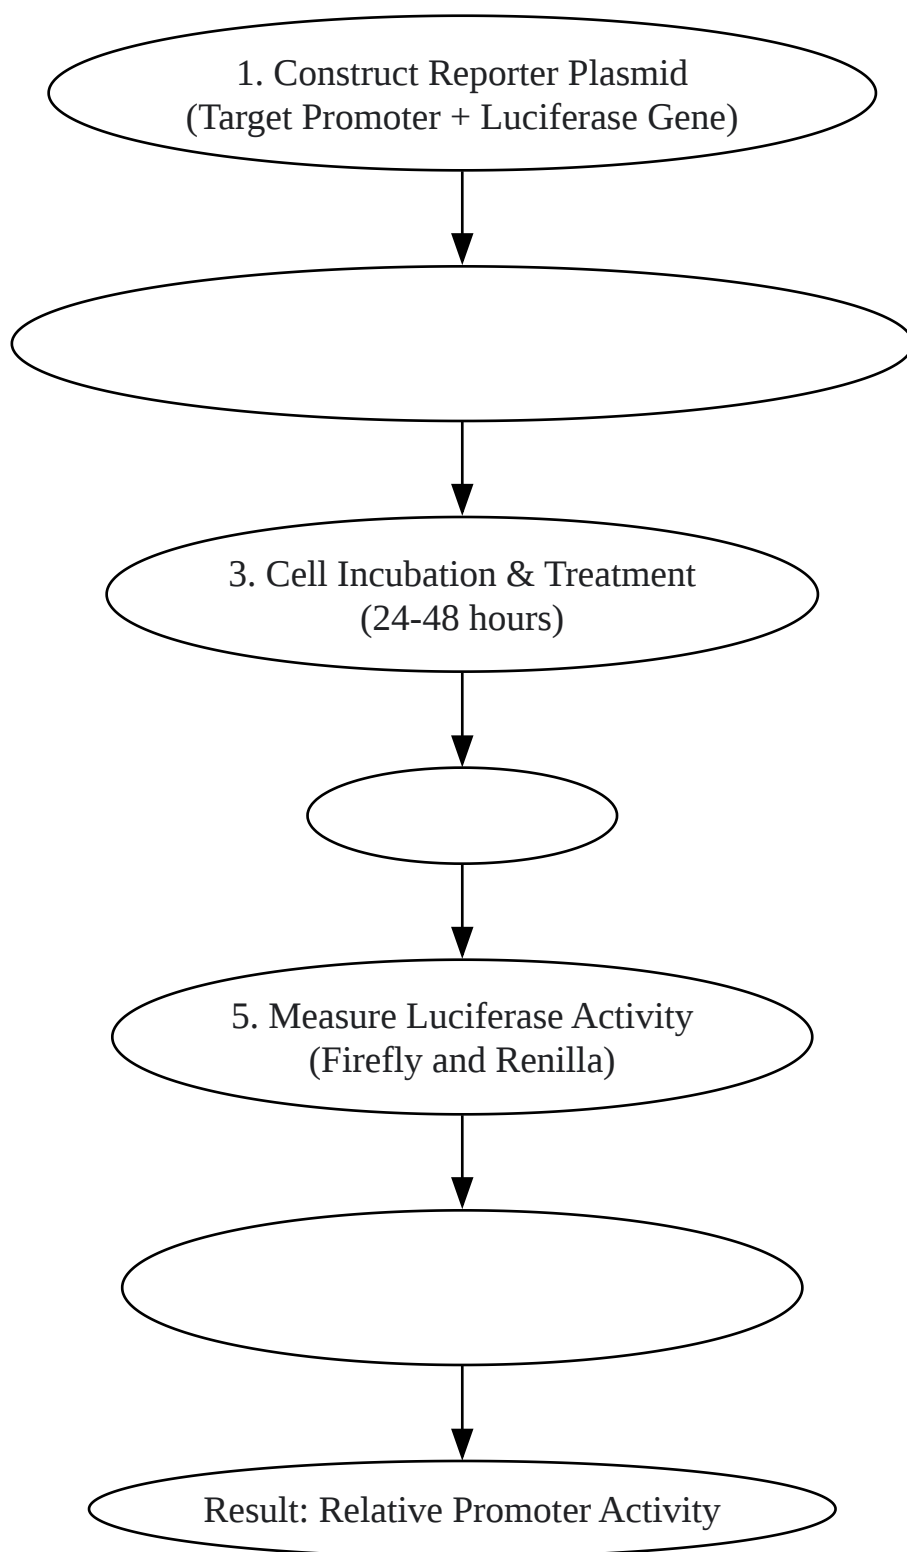 1. Construct Reporter Plasmid
(Target Promoter + Luciferase Gene)
3. Cell Incubation & Treatment
(24-48 hours)
5. Measure Luciferase Activity
(Firefly and Renilla)
Result: Relative Promoter Activity